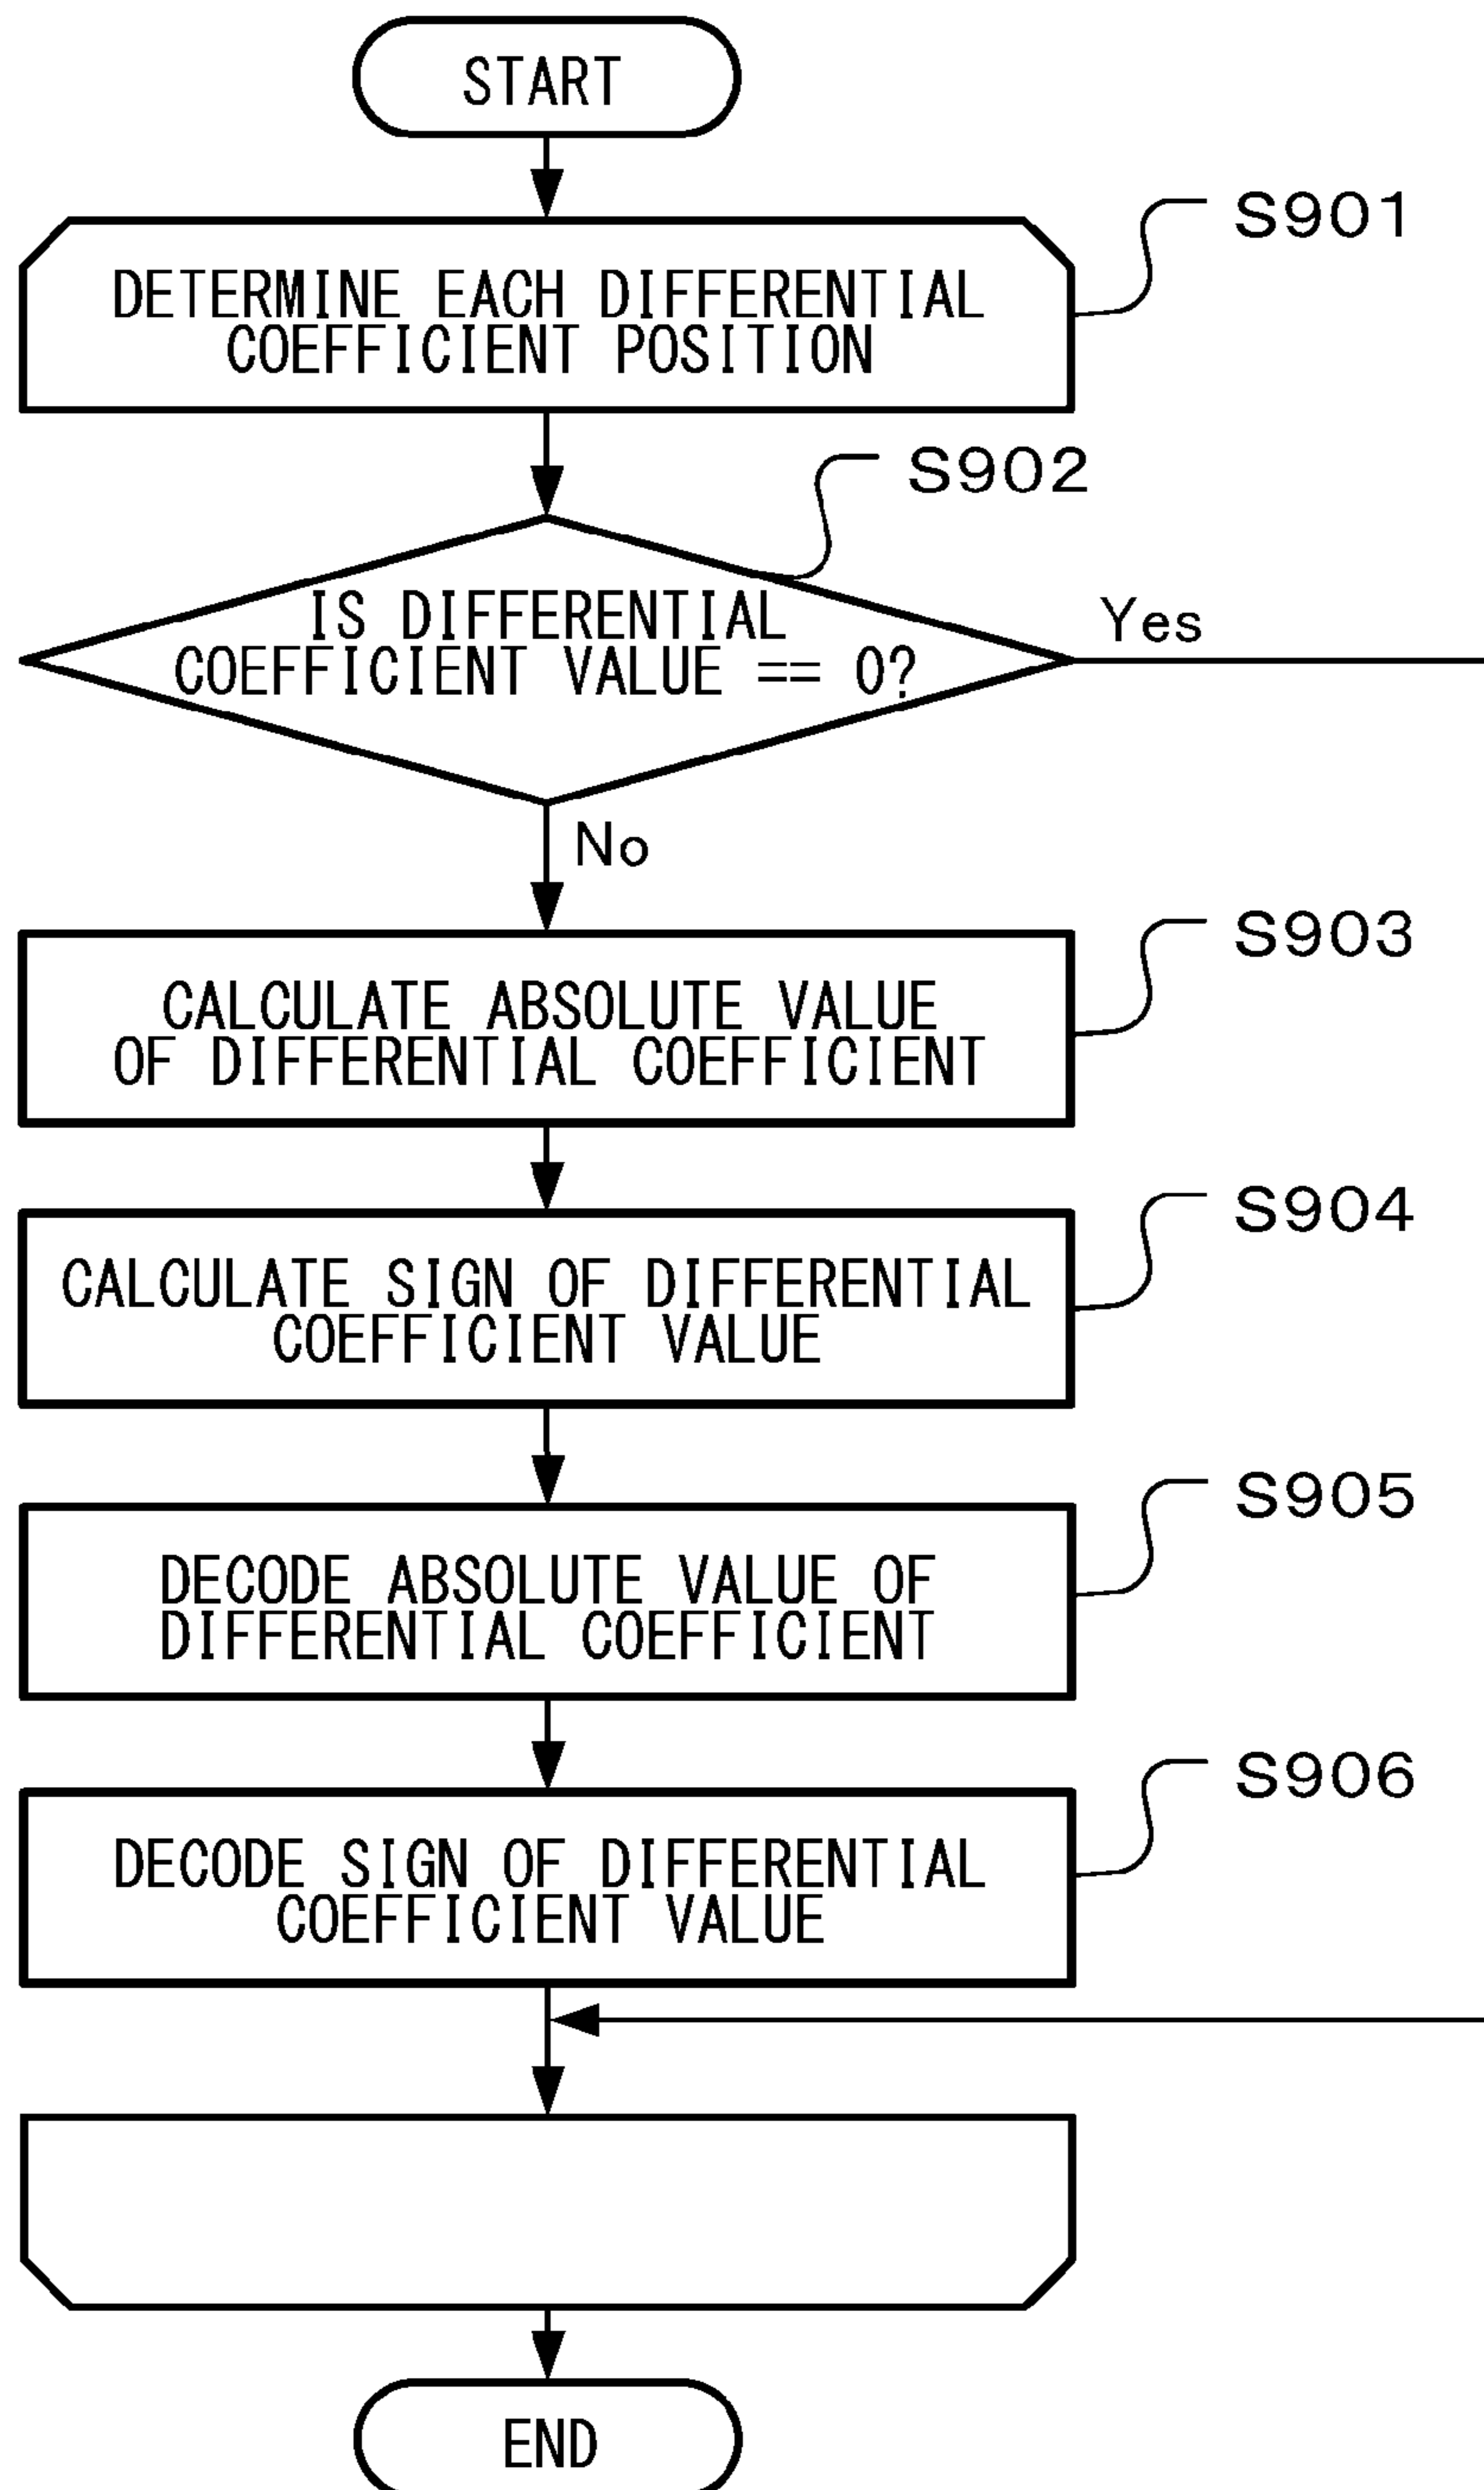 START
S901
DETERMINE EACH DIFFERENTIAL
COEFFICIENT POSITION
S902
IS DIFFERENTIAL
COEFFICIENT VALUE == 0?
Yes
No
S903
CALCULATE ABSOLUTE VALUE
OF DIFFERENTIAL COEFFICIENT
S904
CALCULATE SIGN OF DIFFERENTIAL
COEFFICIENT VALUE
S905
DECODE ABSOLUTE VALUE OF
DIFFERENTIAL COEFFICIENT
S906
DECODE SIGN OF DIFFERENTIAL
COEFFICIENT VALUE
END